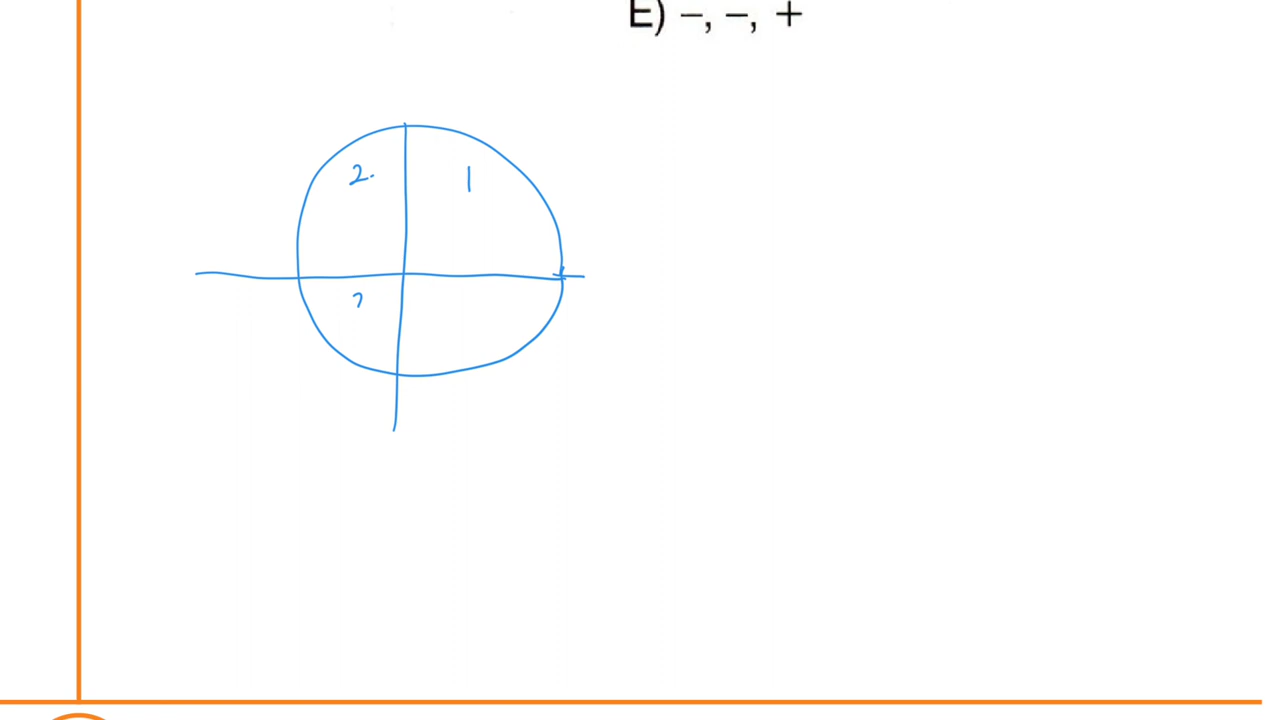 E) –, –, +
2. 1